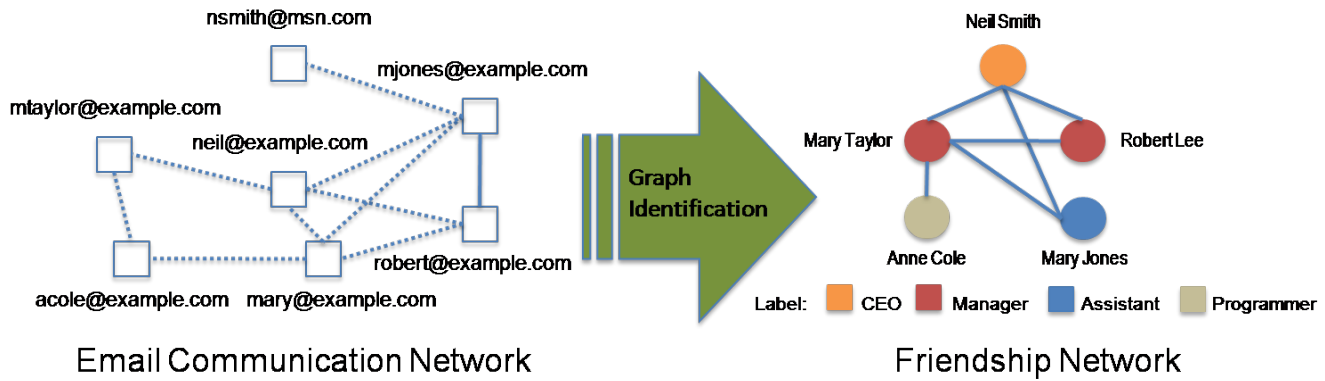 nsmith@msn.com
mjones@example.com
mtaylor@example.com
neil@example.com
robert@example.com
acole@example.com
mary@example.com
Email Communication Network
Graph
Identification
Neil Smith
Mary Taylor
Robert Lee
Anne Cole
Mary Jones
Label: CEO Manager Assistant Programmer
Friendship Network